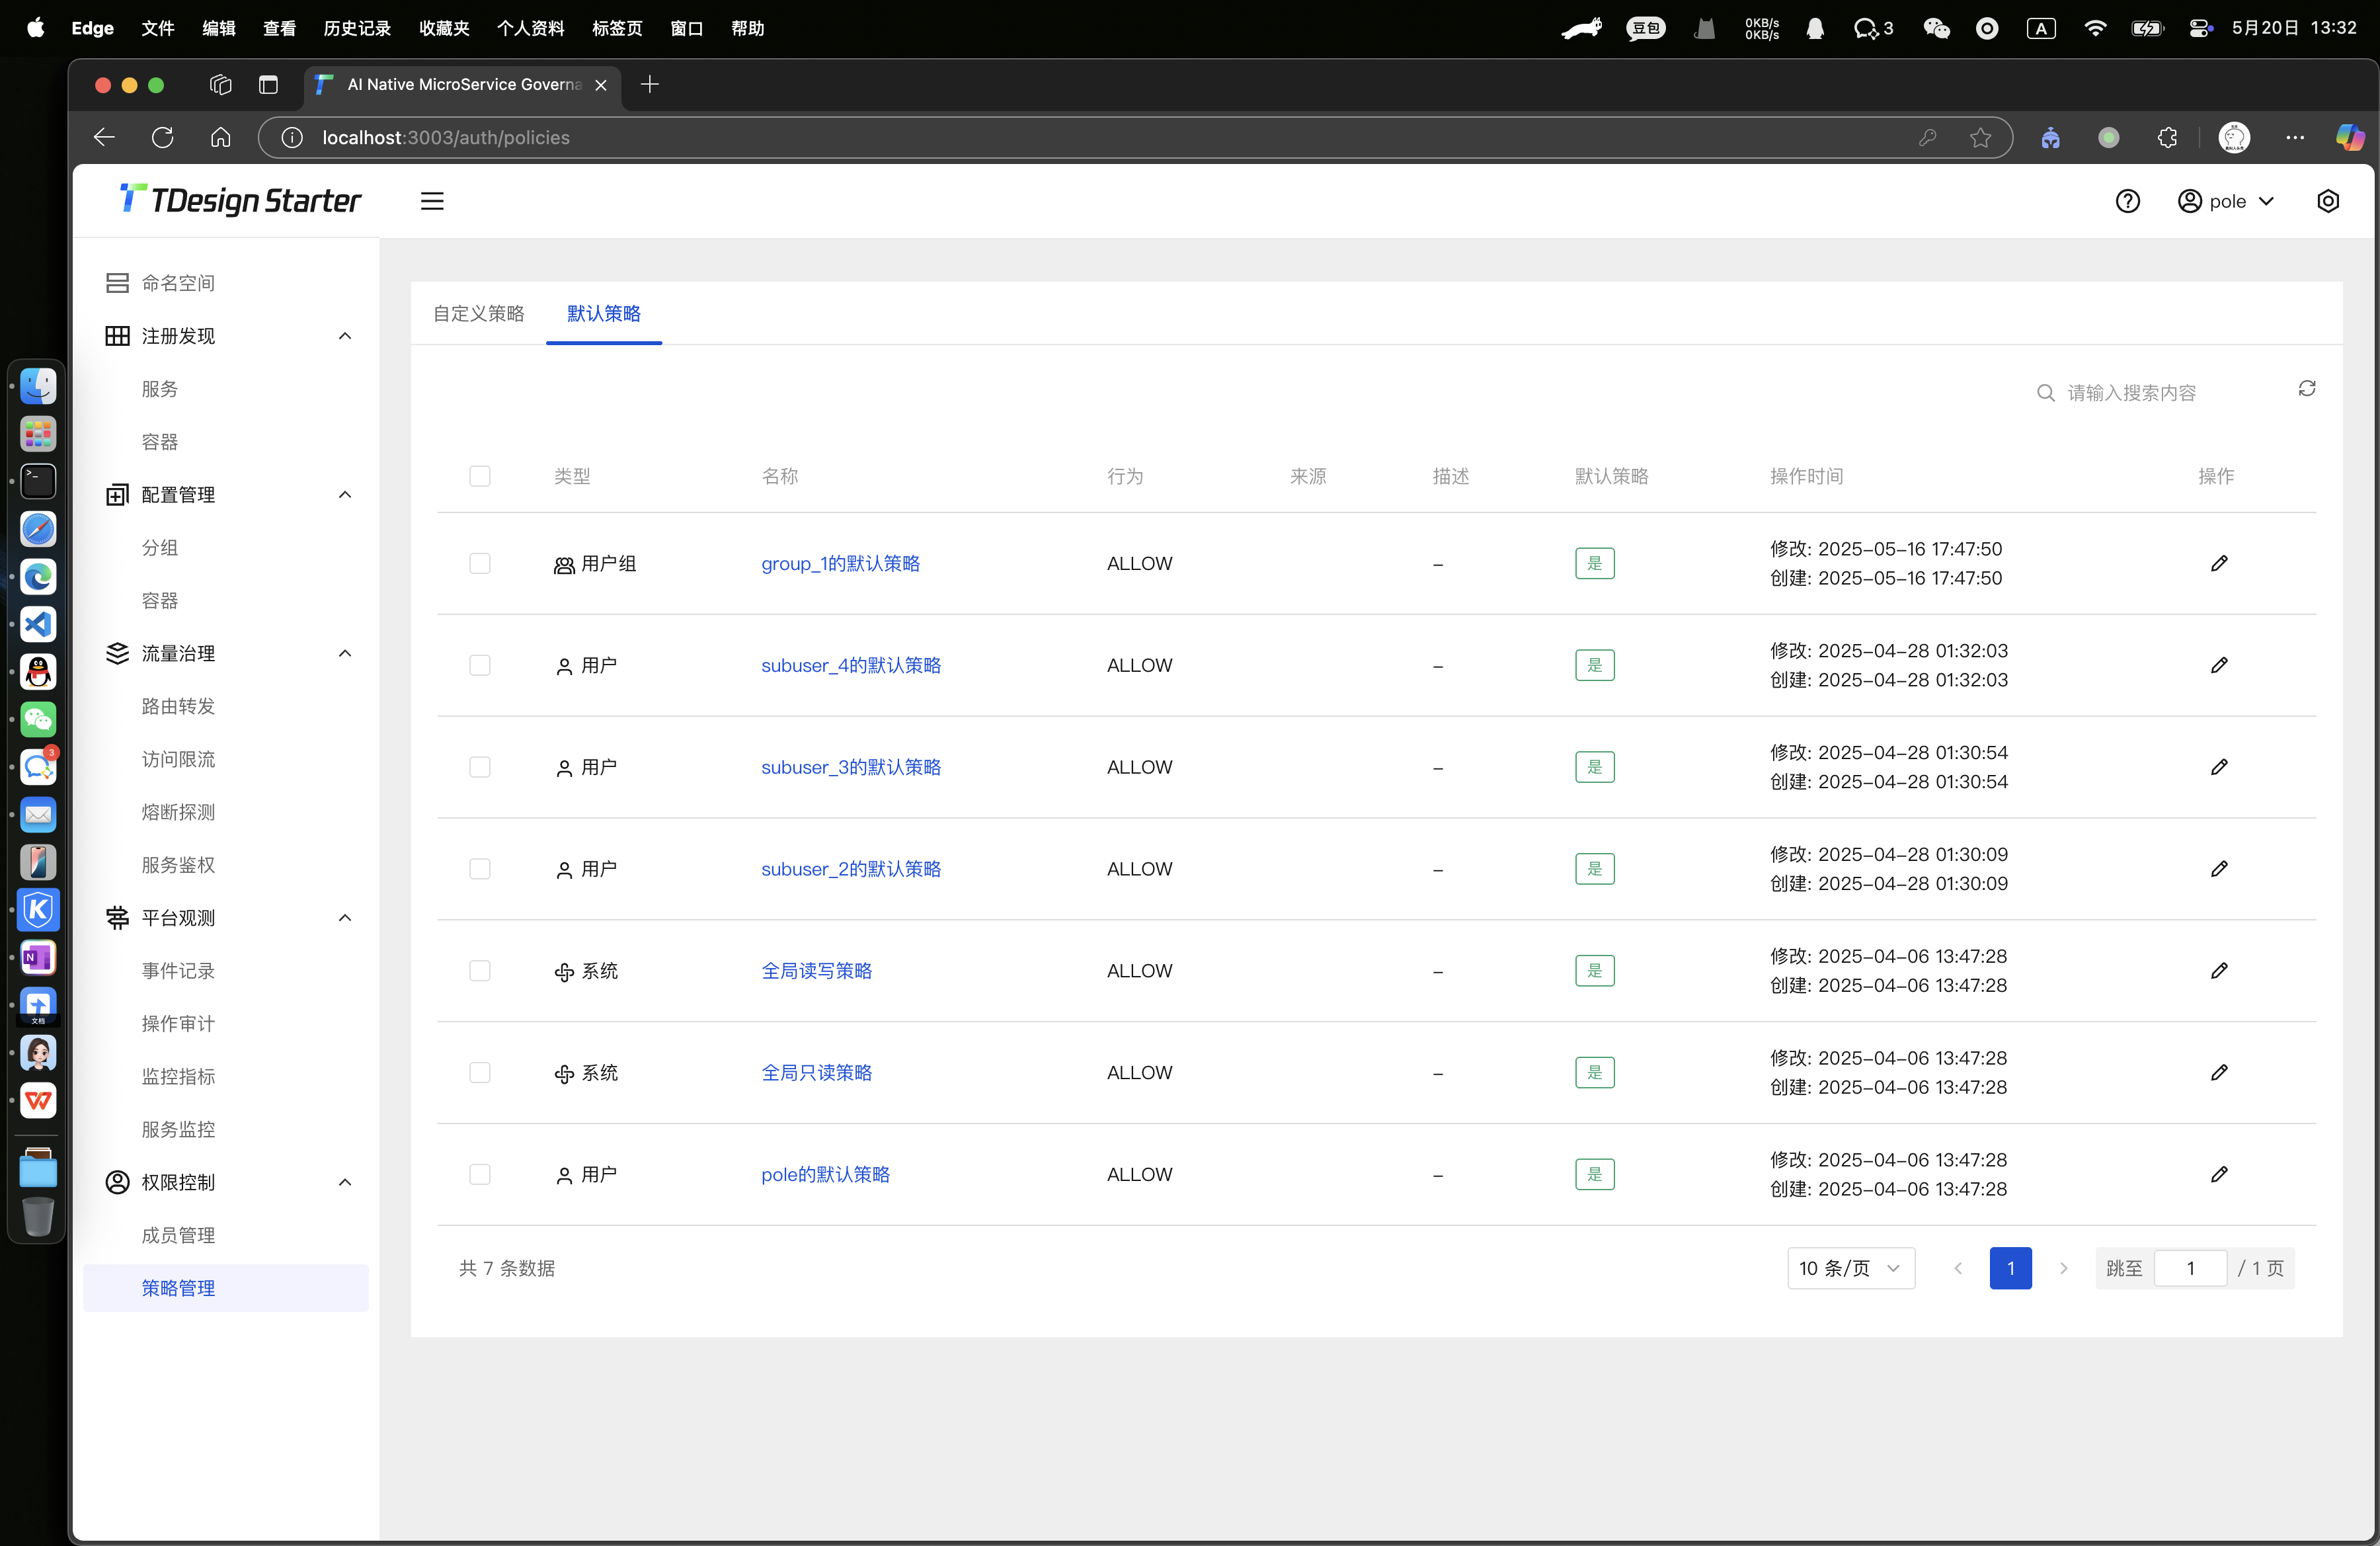 Edge 文件 编辑 查看 历史记录 收藏夹 个人资料 标签页 窗口 帮助 豆包 0KB/s 0KB/s 3 A 5月20日 13:32
AI Native MicroService Governa
localhost:3003/auth/policies
TDesign Starter pole
命名空间
注册发现
服务
容器
配置管理
分组
容器
流量治理
路由转发
访问限流
熔断探测
服务鉴权
平台观测
事件记录
操作审计
监控指标
服务监控
权限控制
成员管理
策略管理
自定义策略 默认策略
请输入搜索内容
类型 名称 行为 来源 描述 默认策略 操作时间 操作
用户组 group_1的默认策略 ALLOW – 是 修改: 2025-05-16 17:47:50
创建: 2025-05-16 17:47:50
用户 subuser_4的默认策略 ALLOW – 是 修改: 2025-04-28 01:32:03
创建: 2025-04-28 01:32:03
用户 subuser_3的默认策略 ALLOW – 是 修改: 2025-04-28 01:30:54
创建: 2025-04-28 01:30:54
用户 subuser_2的默认策略 ALLOW – 是 修改: 2025-04-28 01:30:09
创建: 2025-04-28 01:30:09
系统 全局读写策略 ALLOW – 是 修改: 2025-04-06 13:47:28
创建: 2025-04-06 13:47:28
系统 全局只读策略 ALLOW – 是 修改: 2025-04-06 13:47:28
创建: 2025-04-06 13:47:28
用户 pole的默认策略 ALLOW – 是 修改: 2025-04-06 13:47:28
创建: 2025-04-06 13:47:28
共 7 条数据 10 条/页 1 跳至 1 / 1 页
3
K
N
文档